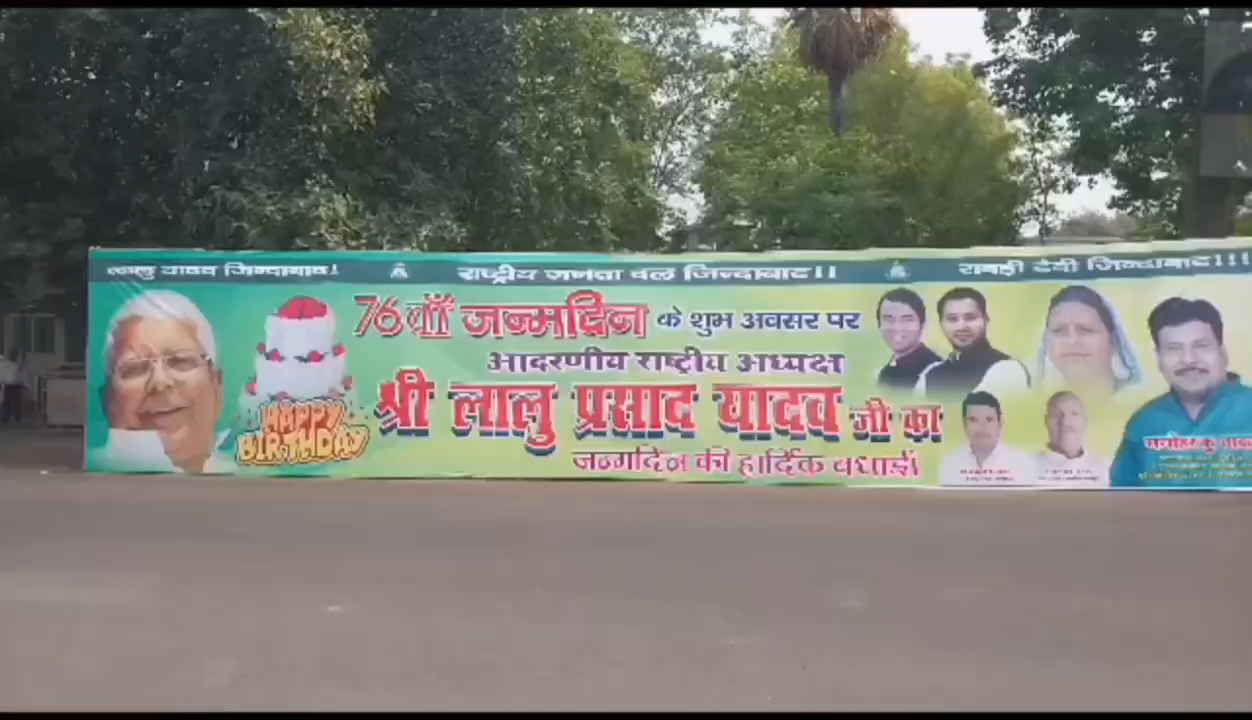 लालु यादव जिन्दाबाद! राष्ट्रीय जनता दल जिन्दाबाद!! राबड़ी देवी जिन्दाबाद!!!
76वाँ जन्मदिन के शुभ अवसर पर
आदरणीय राष्ट्रीय अध्यक्ष
श्री लालु प्रसाद यादव जी का
जन्मदिन की हार्दिक बधाई
HAPPY
BIRTHDAY